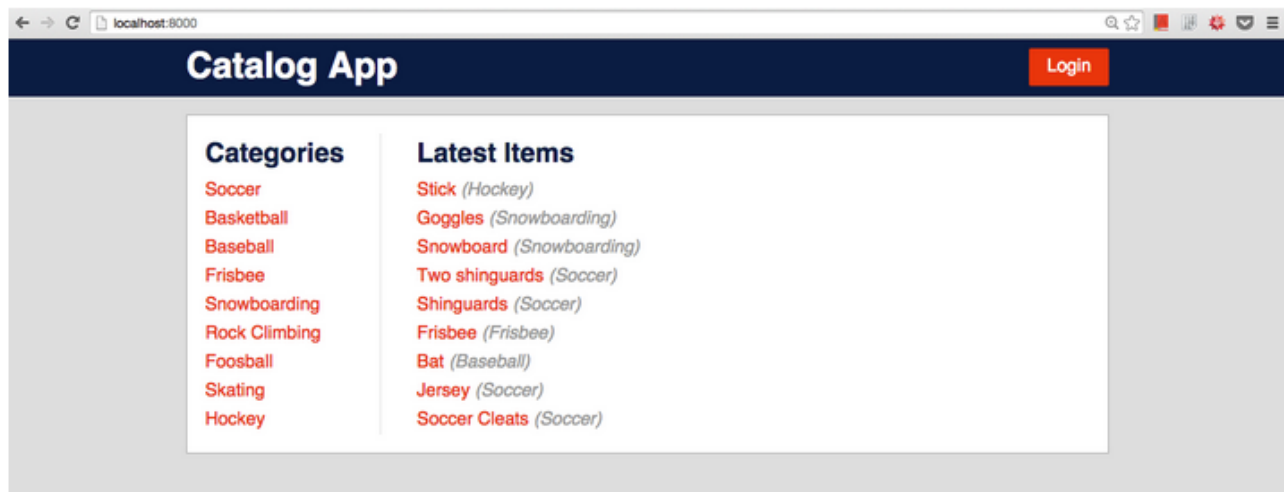 localhost:8000
Catalog App
Login
Categories
Soccer
Basketball
Baseball
Frisbee
Snowboarding
Rock Climbing
Foosball
Skating
Hockey
Latest Items
Stick (Hockey)
Goggles (Snowboarding)
Snowboard (Snowboarding)
Two shinguards (Soccer)
Shinguards (Soccer)
Frisbee (Frisbee)
Bat (Baseball)
Jersey (Soccer)
Soccer Cleats (Soccer)